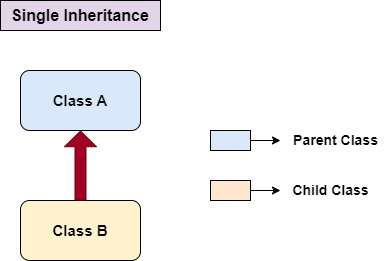 Single Inheritance
Class A
Parent Class
Child Class
Class B